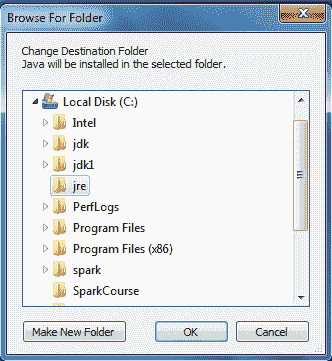 Browse For Folder
Change Destination Folder
Java will be installed in the selected folder.
Local Disk (C:)
Intel
jdk
jdk1
jre
PerfLogs
Program Files
Program Files (x86)
spark
SparkCourse
Make New Folder
OK
Cancel